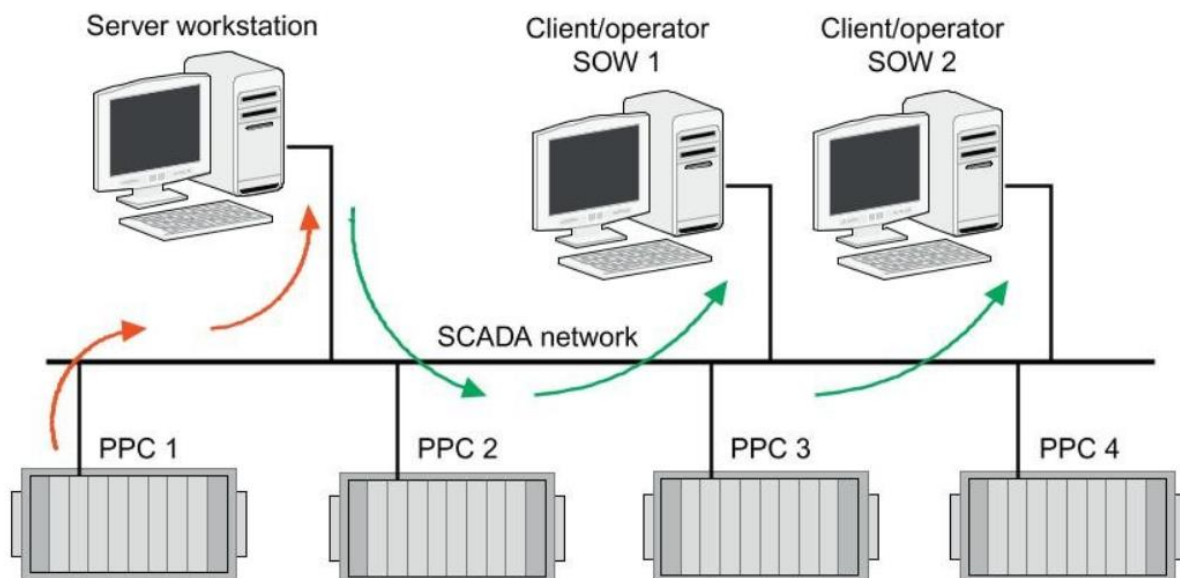 Server workstation
Client/operator
SOW 1
Client/operator
SOW 2
SCADA network
PPC 1
PPC 2
PPC 3
PPC 4